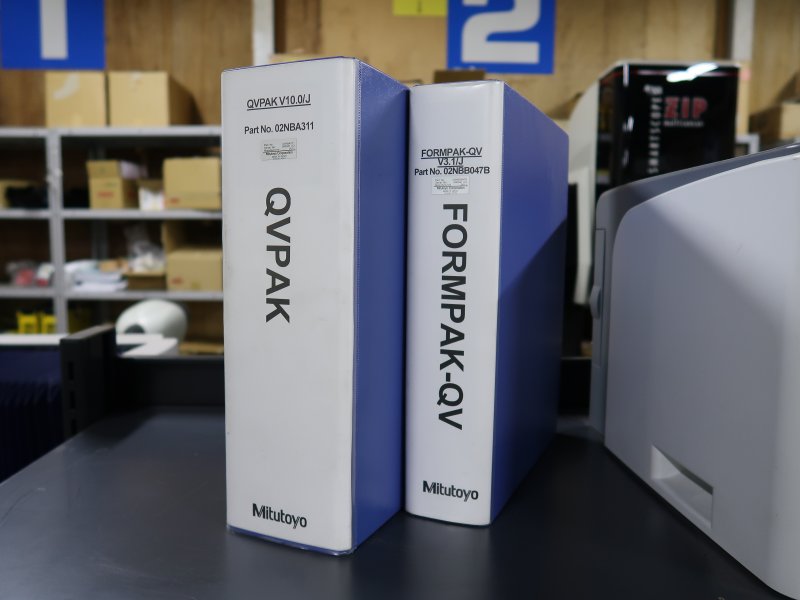 1
2
QVPAK V10.0/J
Part No. 02NBA311
QVPAK
Mitutoyo
FORMPAK-QV
V3.1/J
Part No. 02NBB047B
FORMPAK-QV
Mitutoyo
SMARTSCOPE
ZIP